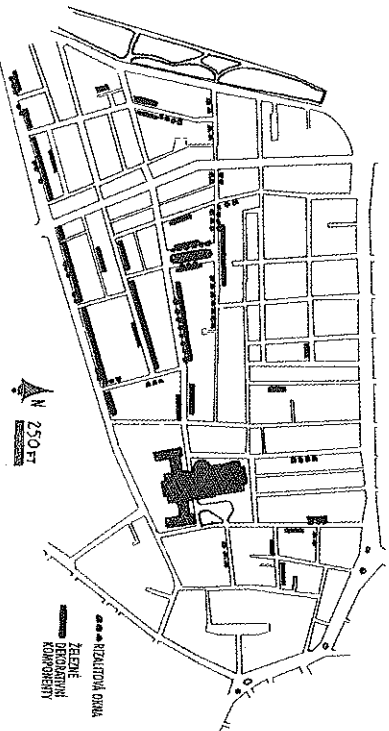 N
250 FT
RIZALITOVÁ OKNA
ŽELEZNÉ
DEKORATIVNÍ
KOMPONENTY